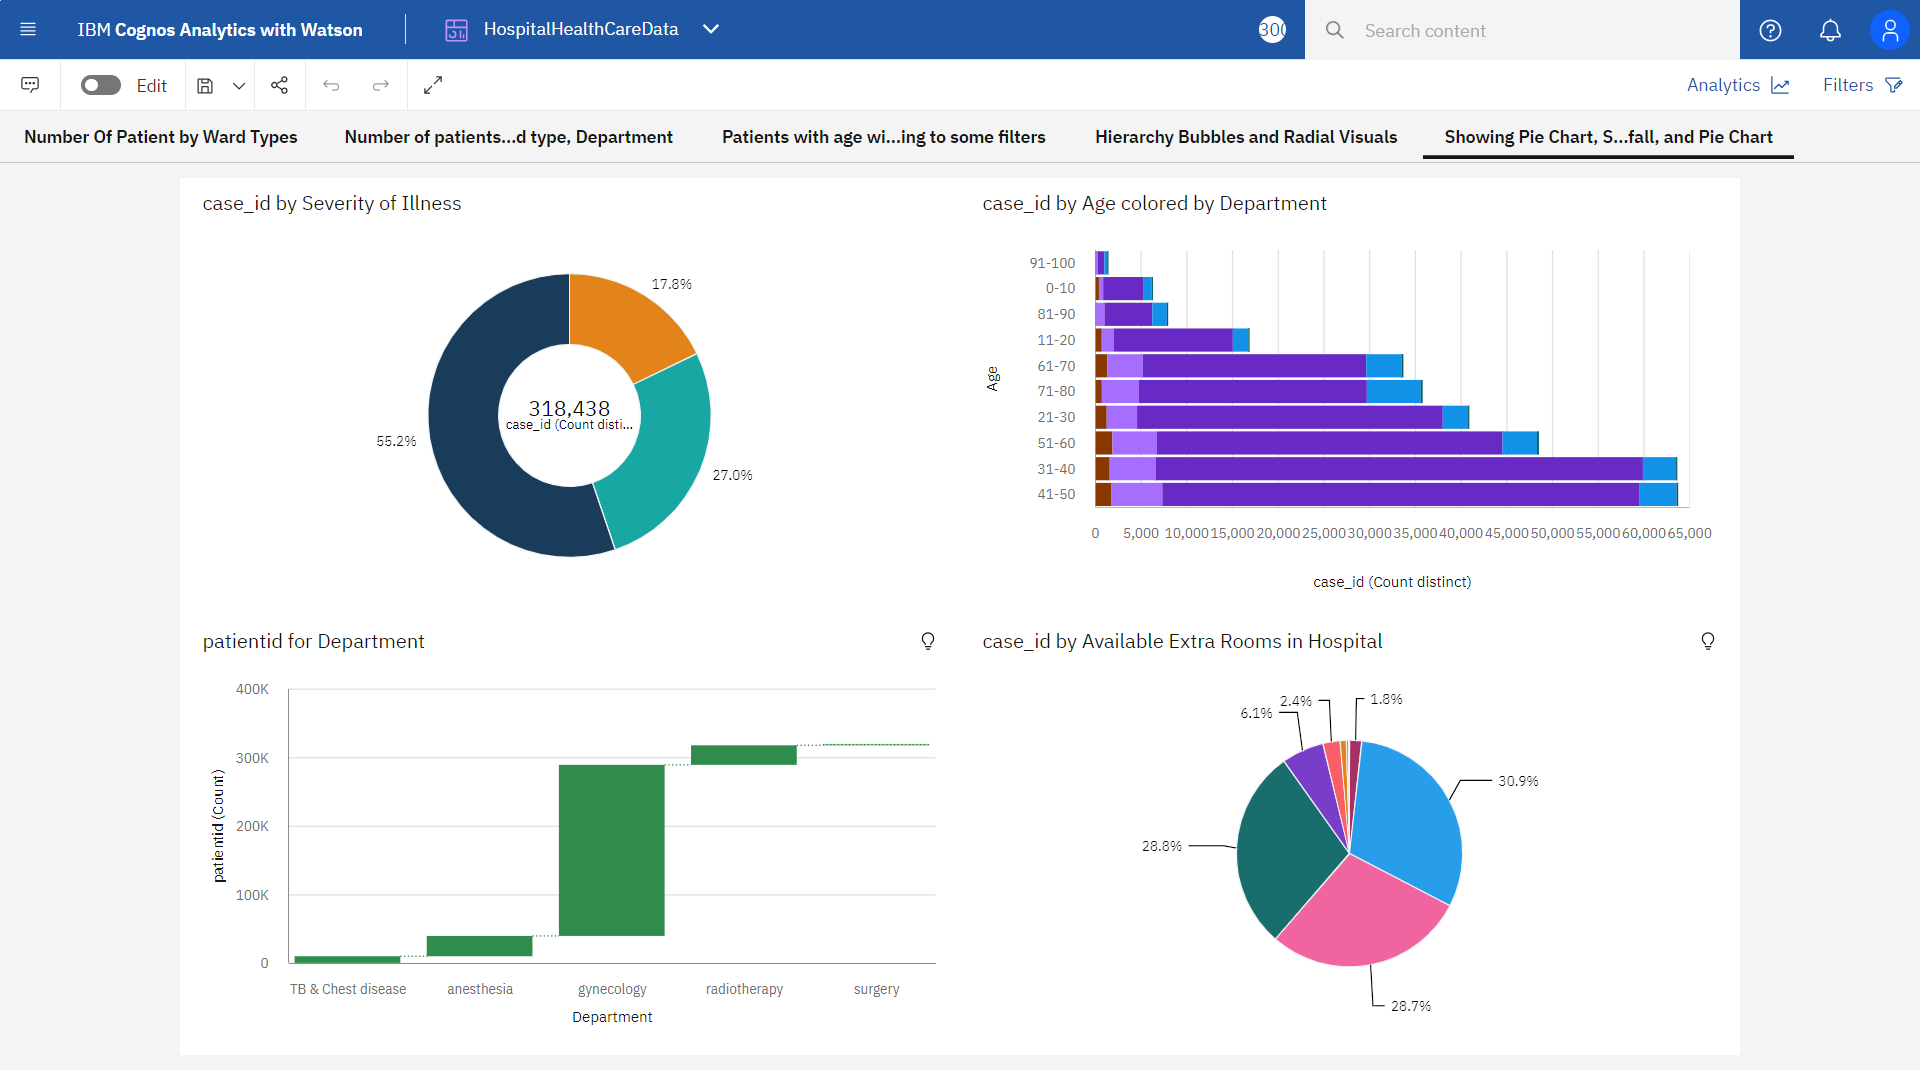 IBM Cognos Analytics with Watson
HospitalHealthCareData
300
Search content
Edit
Analytics
Filters
Number Of Patient by Ward Types
Number of patients...d type, Department
Patients with age wi...ing to some filters
Hierarchy Bubbles and Radial Visuals
Showing Pie Chart, S...fall, and Pie Chart
case_id by Severity of Illness
17.8%
318,438
case_id (Count disti...
55.2%
27.0%
case_id by Age colored by Department
91-100
0-10
81-90
11-20
61-70
71-80
21-30
51-60
31-40
41-50
Age
0 5,000 10,000 15,000 20,000 25,000 30,000 35,000 40,000 45,000 50,000 55,000 60,000 65,000
case_id (Count distinct)
patientid for Department
400K
300K
200K
100K
0
patientid (Count)
TB & Chest disease anesthesia gynecology radiotherapy surgery
Department
case_id by Available Extra Rooms in Hospital
2.4%
1.8%
6.1%
30.9%
28.8%
28.7%